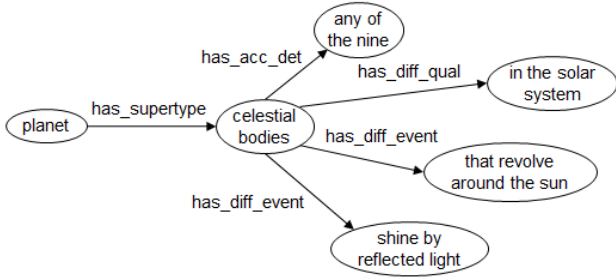 any of
the nine
has_acc_det
has_diff_qual
in the solar
system
has_supertype
planet
celestial
bodies
has_diff_event
that revolve
around the sun
has_diff_event
shine by
reflected light